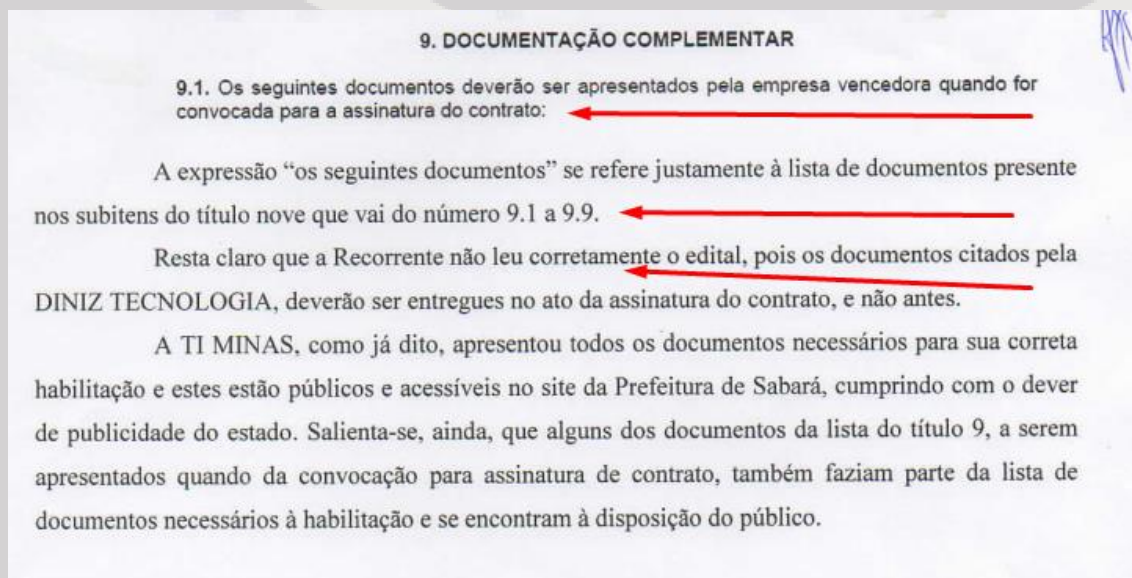 9. DOCUMENTAÇÃO COMPLEMENTAR
9.1. Os seguintes documentos deverão ser apresentados pela empresa vencedora quando for
convocada para a assinatura do contrato:
A expressão “os seguintes documentos” se refere justamente à lista de documentos presente
nos subitens do título nove que vai do número 9.1 a 9.9.
Resta claro que a Recorrente não leu corretamente o edital, pois os documentos citados pela
DINIZ TECNOLOGIA, deverão ser entregues no ato da assinatura do contrato, e não antes.
A TI MINAS, como já dito, apresentou todos os documentos necessários para sua correta
habilitação e estes estão públicos e acessíveis no site da Prefeitura de Sabará, cumprindo com o dever
de publicidade do estado. Salienta-se, ainda, que alguns dos documentos da lista do título 9, a serem
apresentados quando da convocação para assinatura de contrato, também faziam parte da lista de
documentos necessários à habilitação e se encontram à disposição do público.